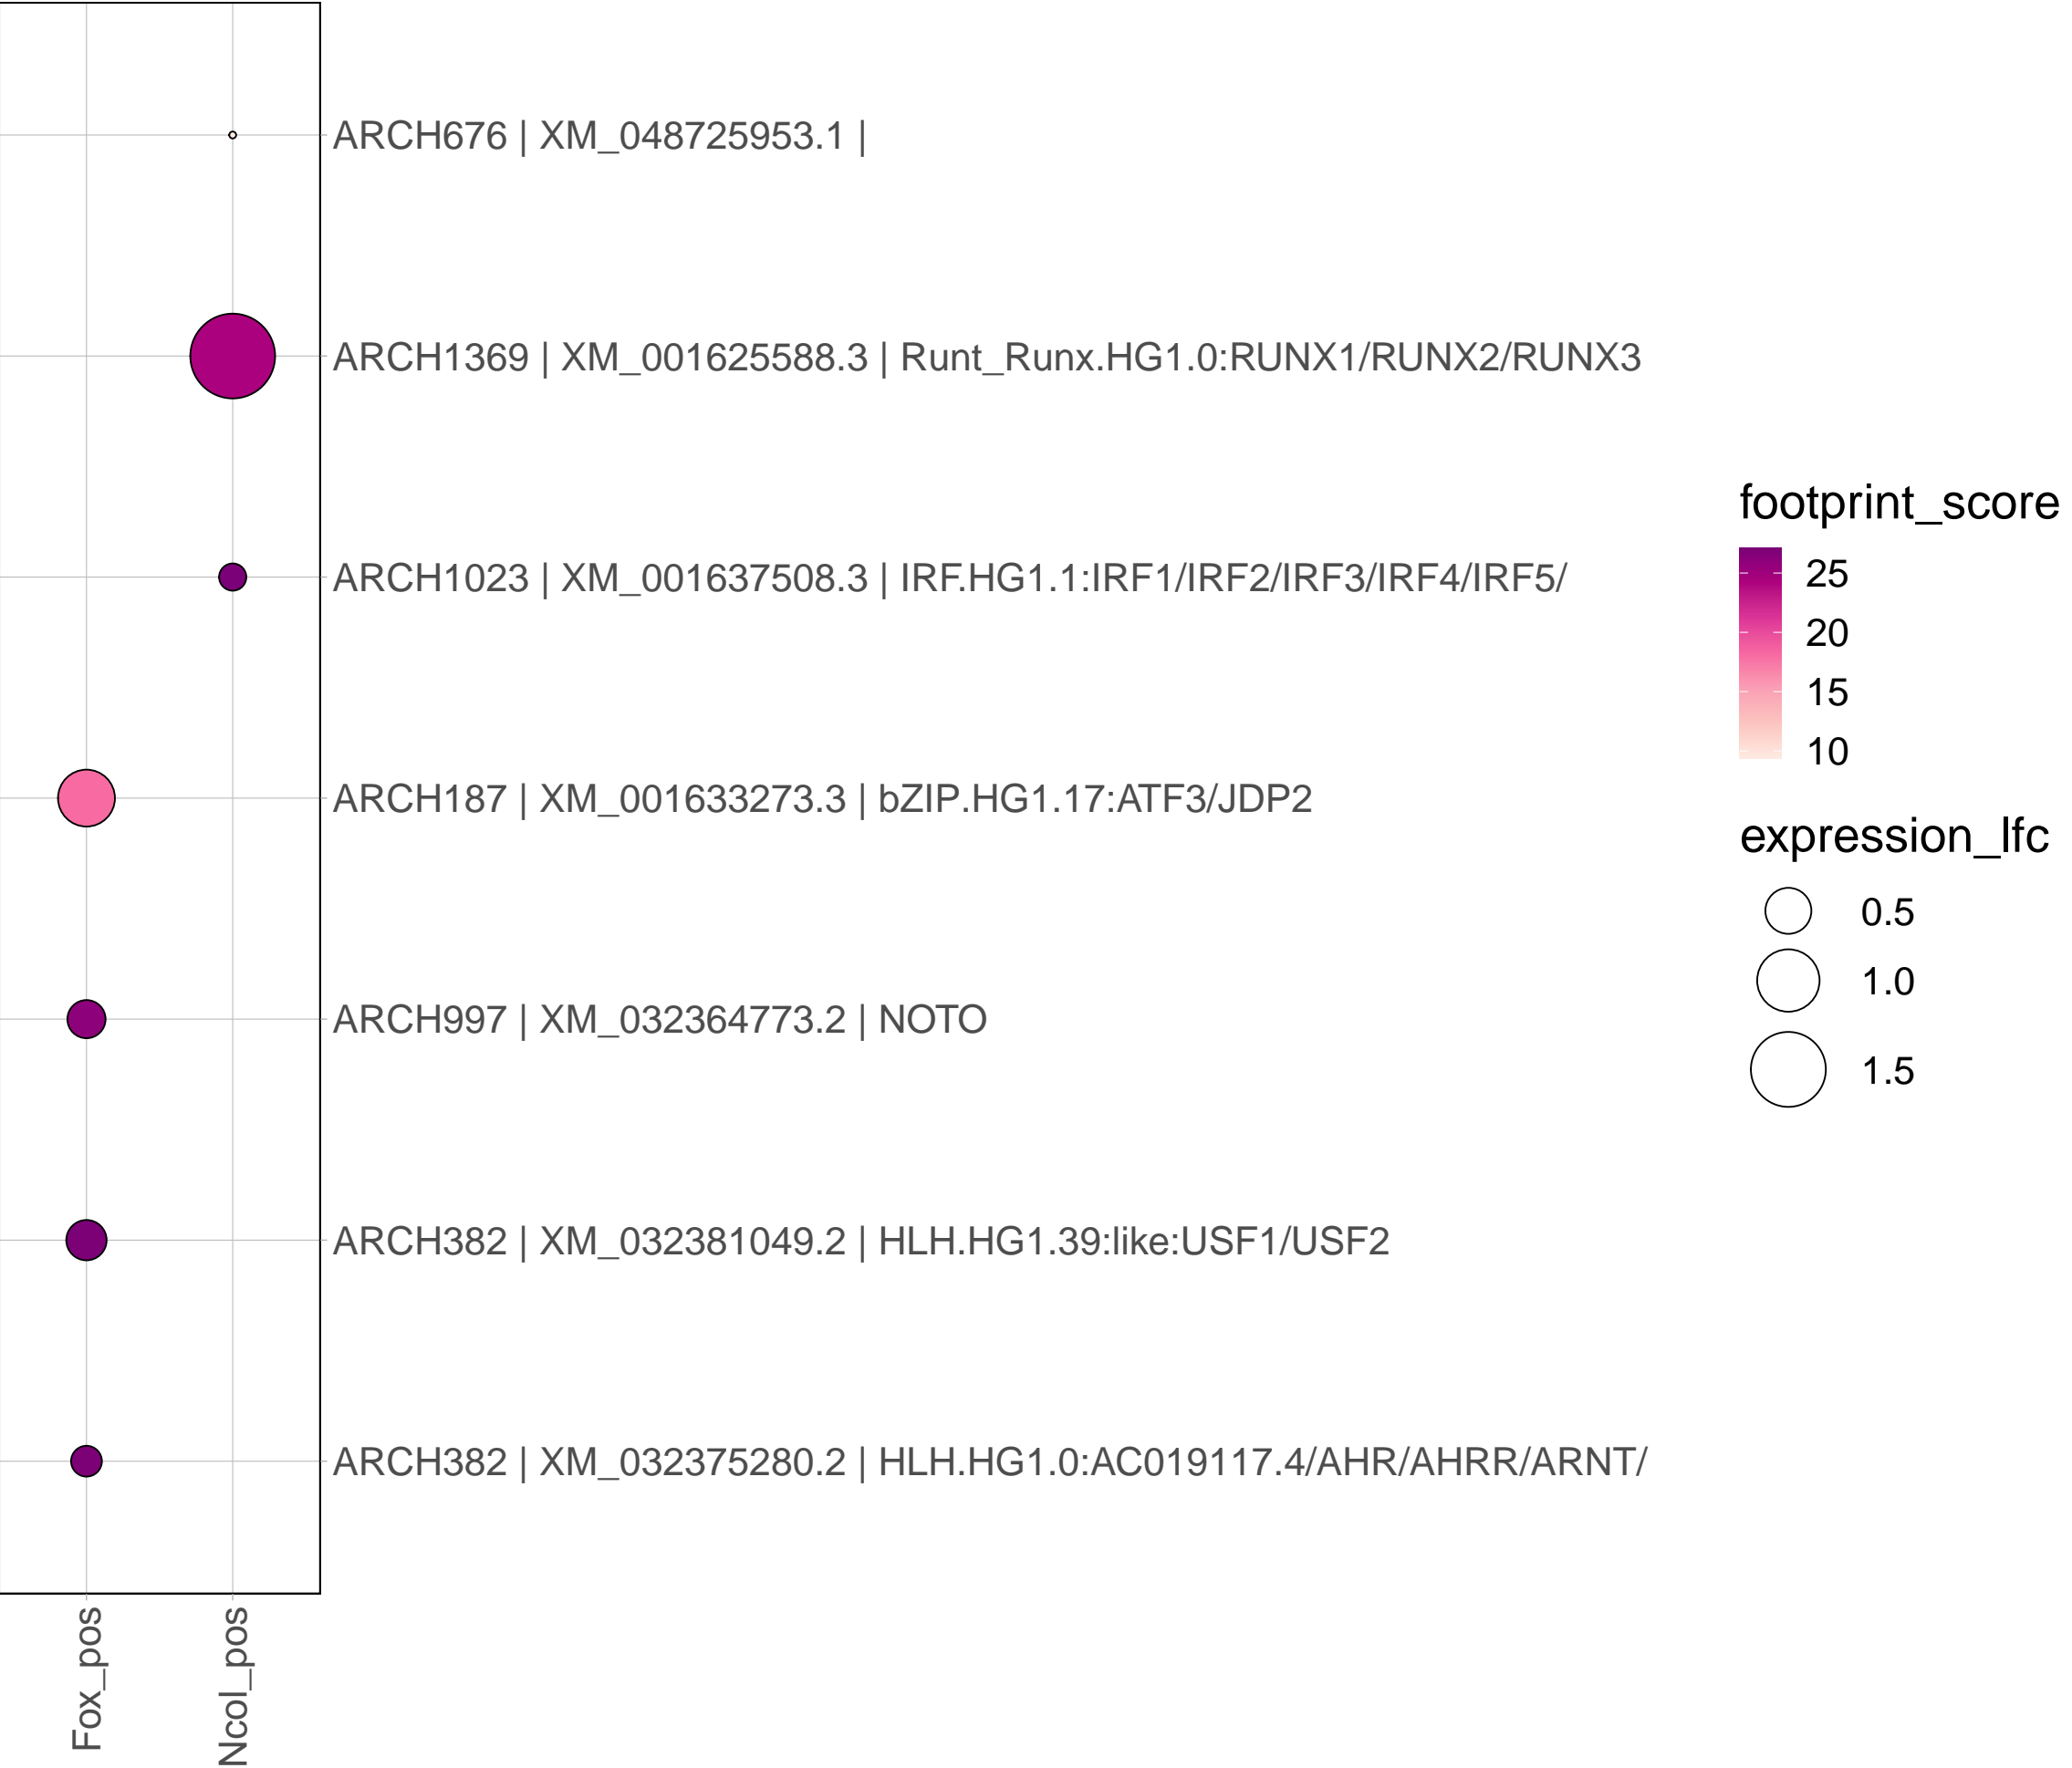 ARCH676 | XM_048725953.1 |
ARCH1369 | XM_001625588.3 | Runt_Runx.HG1.0:RUNX1/RUNX2/RUNX3
ARCH1023 | XM_001637508.3 | IRF.HG1.1:IRF1/IRF2/IRF3/IRF4/IRF5/
ARCH187 | XM_001633273.3 | bZIP.HG1.17:ATF3/JDP2
ARCH997 | XM_032364773.2 | NOTO
ARCH382 | XM_032381049.2 | HLH.HG1.39:like:USF1/USF2
ARCH382 | XM_032375280.2 | HLH.HG1.0:AC019117.4/AHR/AHRR/ARNT/
Fox_pos
Ncol_pos
footprint_score
25
20
15
10
expression_lfc
0.5
1.0
1.5